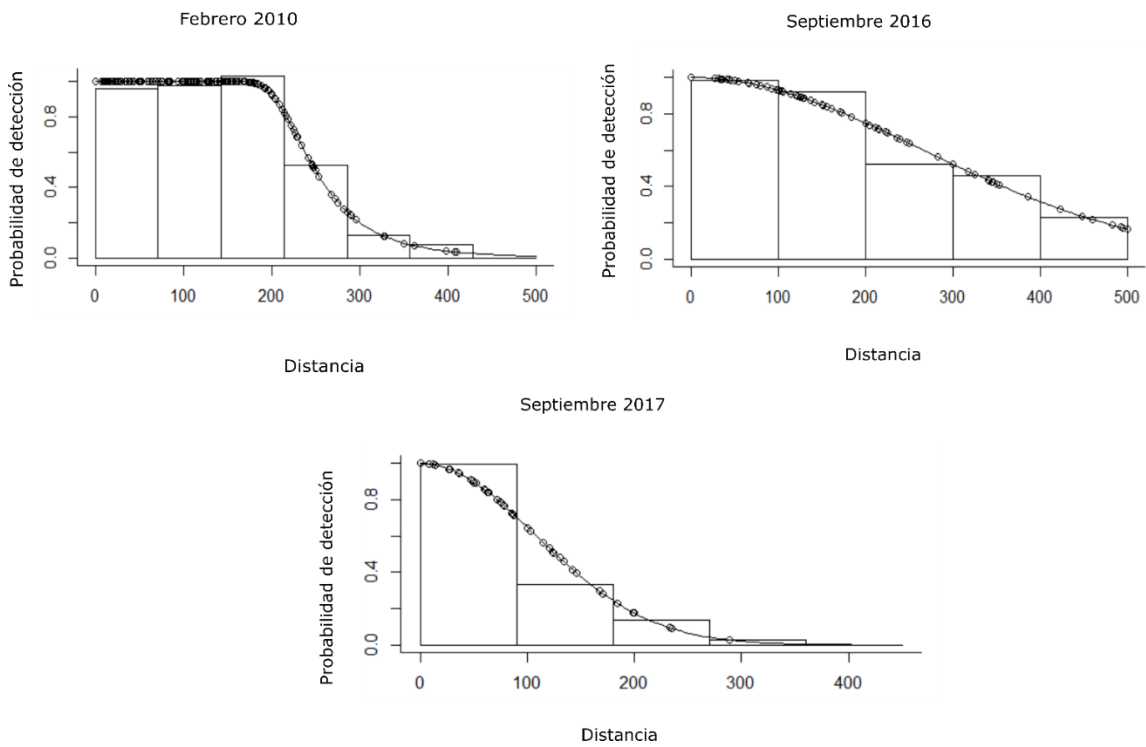 Febrero 2010
Probabilidad de detección
0.0 0.4 0.8
0 100 200 300 400 500
Distancia
Septiembre 2016
Probabilidad de detección
0.0 0.4 0.8
0 100 200 300 400 500
Distancia
Septiembre 2017
Probabilidad de detección
0.0 0.4 0.8
0 100 200 300 400
Distancia